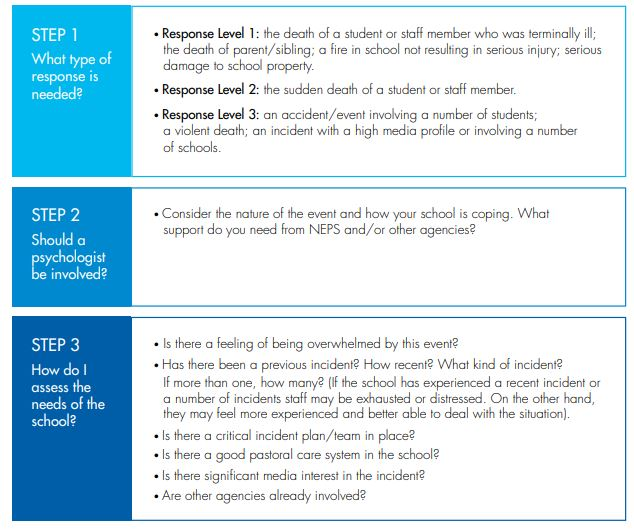 STEP 1
What type of
response is
needed?
• Response Level 1: the death of a student or staff member who was terminally ill;
the death of parent/sibling; a fire in school not resulting in serious injury; serious
damage to school property.
• Response Level 2: the sudden death of a student or staff member.
• Response Level 3: an accident/event involving a number of students;
a violent death; an incident with a high media profile or involving a number
of schools.
STEP 2
Should a
psychologist
be involved?
• Consider the nature of the event and how your school is coping. What
support do you need from NEPS and/or other agencies?
STEP 3
How do I
assess the
needs of the
school?
• Is there a feeling of being overwhelmed by this event?
• Has there been a previous incident? How recent? What kind of incident?
If more than one, how many? (If the school has experienced a recent incident or
a number of incidents staff may be exhausted or distressed. On the other hand,
they may feel more experienced and better able to deal with the situation).
• Is there a critical incident plan/team in place?
• Is there a good pastoral care system in the school?
• Is there significant media interest in the incident?
• Are other agencies already involved?